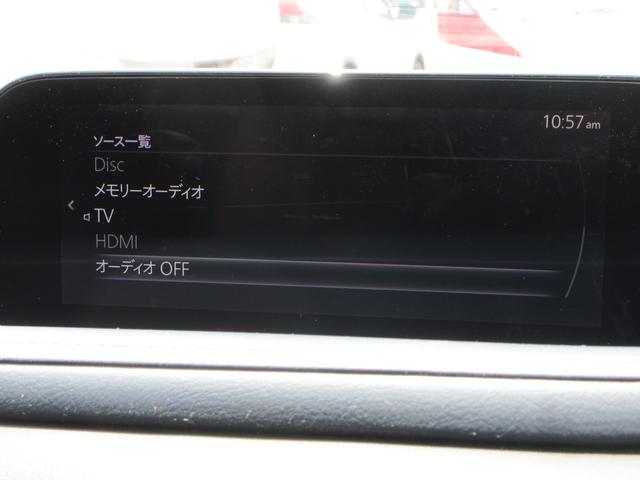 10:57 am
ソース一覧
Disc
メモリーオーディオ
TV
HDMI
オーディオ OFF